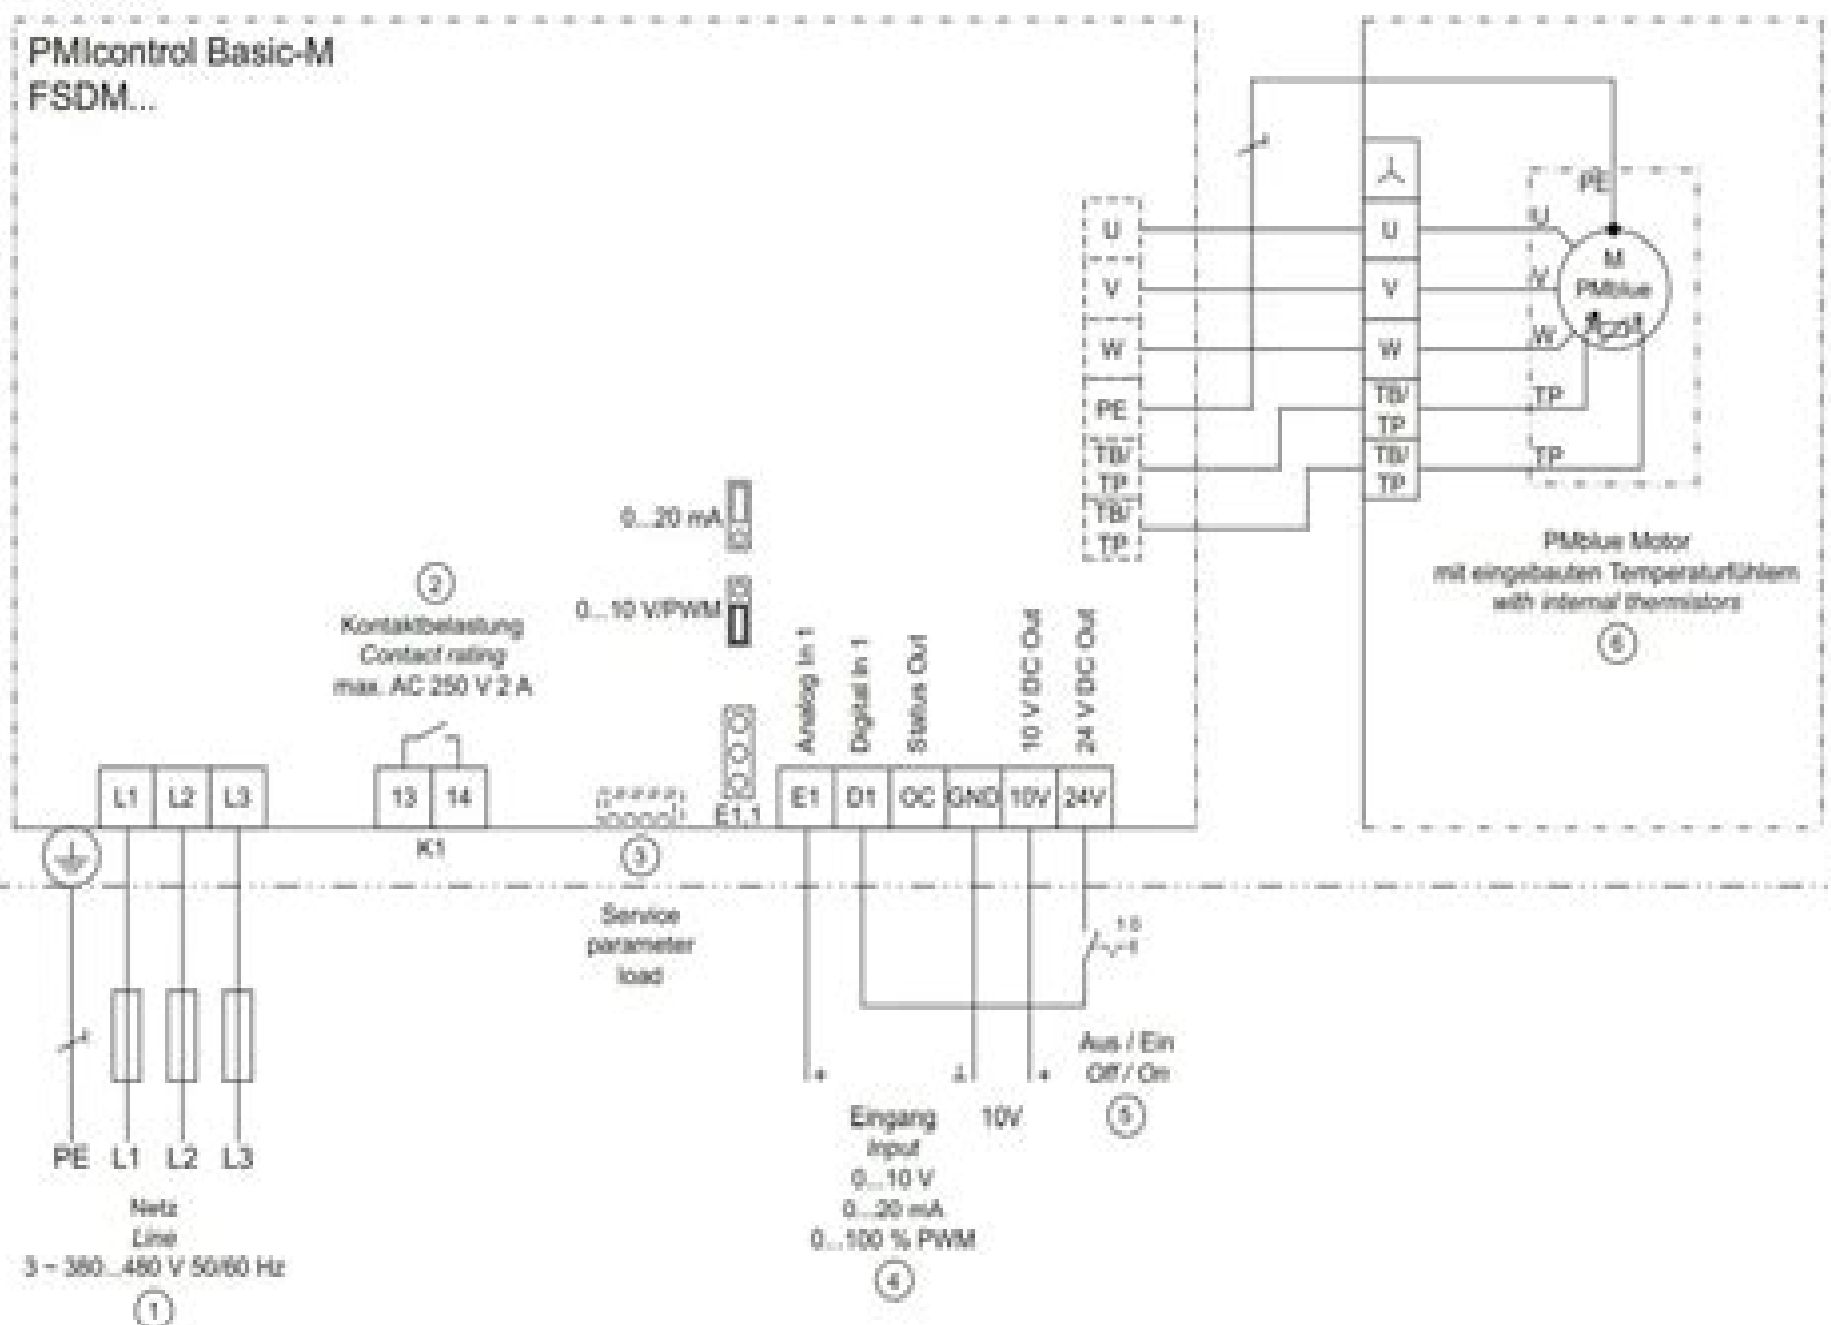 PMIcontrol Basic-M
FSDM...
PE
U
U
U
M
V
V
V
PMblue
W
W
W
PE
TB/
TP
TP
TB/
TP
TB/
TP
TP
TB/
TP
0...20 mA
0...10 V/PWM
2
Kontaktbelastung
Contact rating
max. AC 250 V 2 A
Analog In 1
Digital In 1
Status Out
10 V DC Out
24 V DC Out
PMblue Motor
mit eingebauten Temperaturfühlern
with internal thermistors
6
L1 L2 L3
13 14
E1 D1 OC GND 10V 24V
E1.1
K1
3
Service
parameter
load
Aus / Ein
Off / On
5
PE L1 L2 L3
Netz
Line
3 ~ 380...480 V 50/60 Hz
1
Eingang
Input
0...10 V
0...20 mA
0...100 % PWM
4
10V